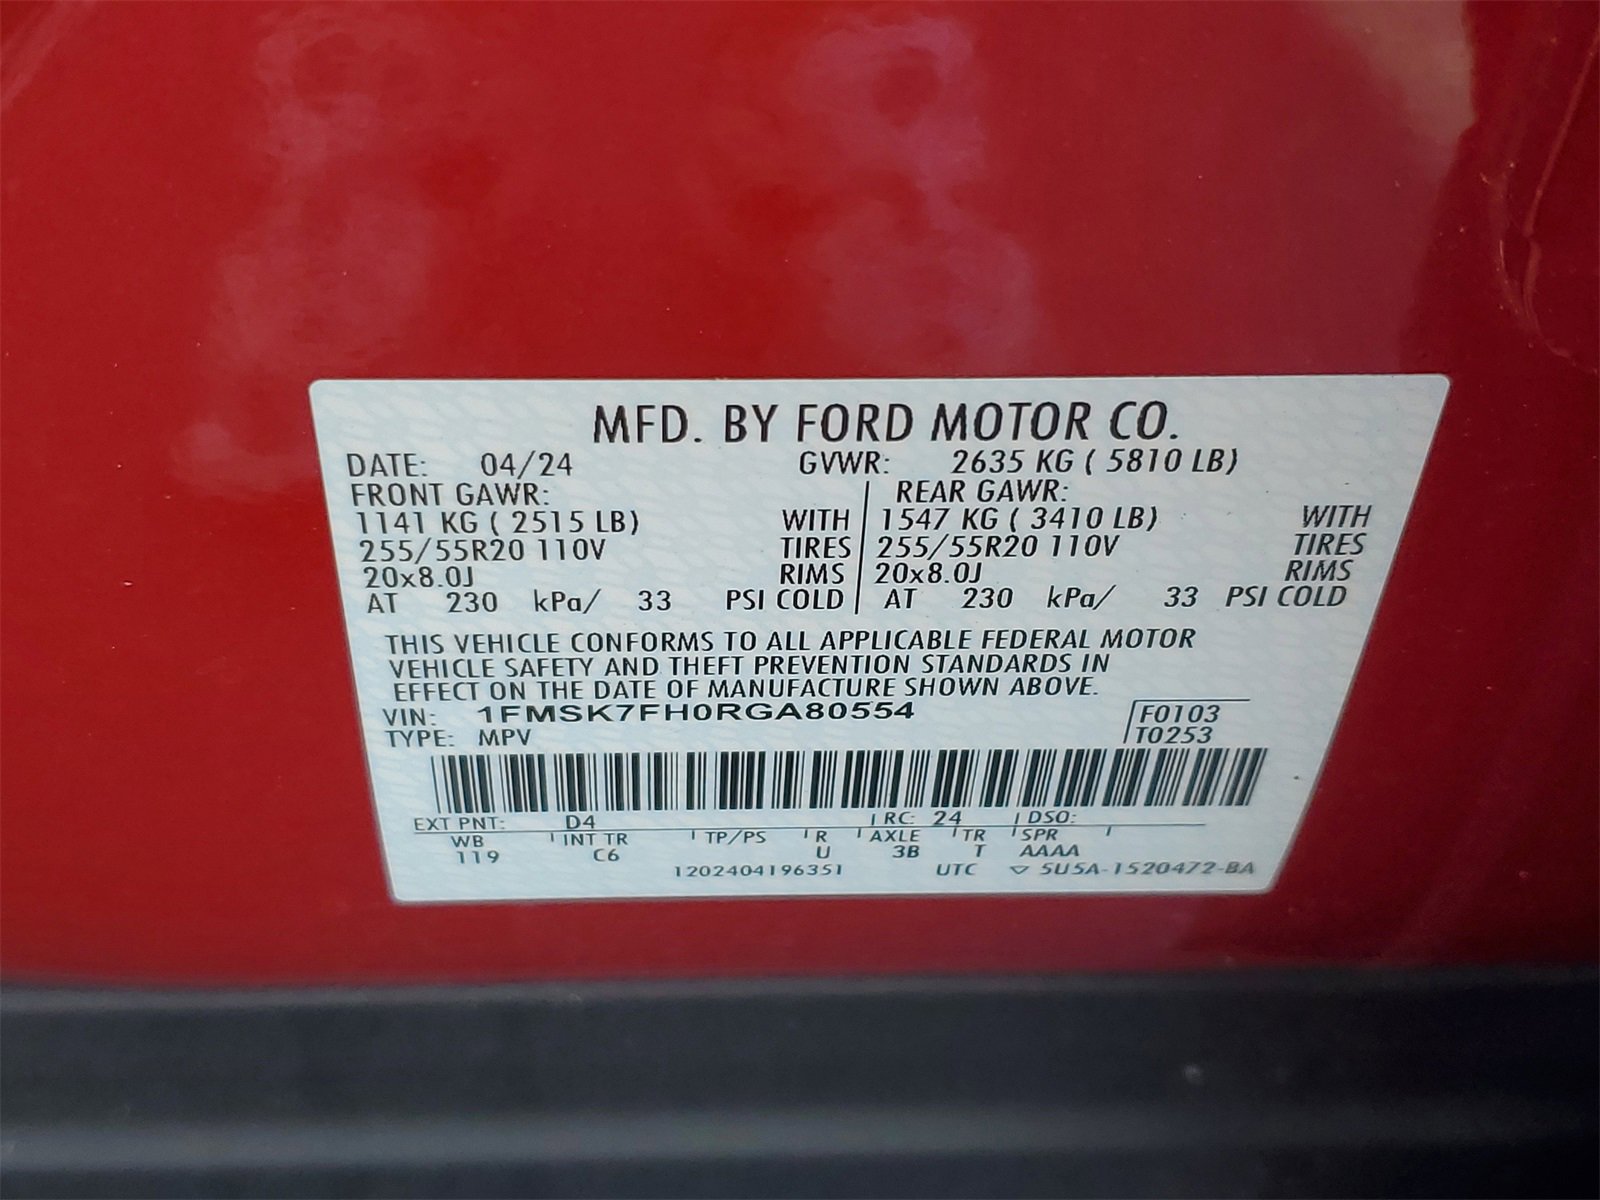 MFD. BY FORD MOTOR CO.
DATE: 04/24 GVWR: 2635 KG ( 5810 LB)
FRONT GAWR: REAR GAWR:
1141 KG ( 2515 LB) WITH 1547 KG ( 3410 LB) WITH
255/55R20 110V TIRES 255/55R20 110V TIRES
20x8.0J RIMS 20x8.0J RIMS
AT 230 kPa/ 33 PSI COLD AT 230 kPa/ 33 PSI COLD
THIS VEHICLE CONFORMS TO ALL APPLICABLE FEDERAL MOTOR
VEHICLE SAFETY AND THEFT PREVENTION STANDARDS IN
EFFECT ON THE DATE OF MANUFACTURE SHOWN ABOVE.
VIN: 1FMSK7FH0RGA80554 F0103
TYPE: MPV T0253
EXT PNT: D4 RC: 24 DSO:
WB INT TR TP/PS R AXLE TR SPR
119 C6 U 3B T AAAA
1202404196351 UTC ▽ 5U5A-1520472-BA